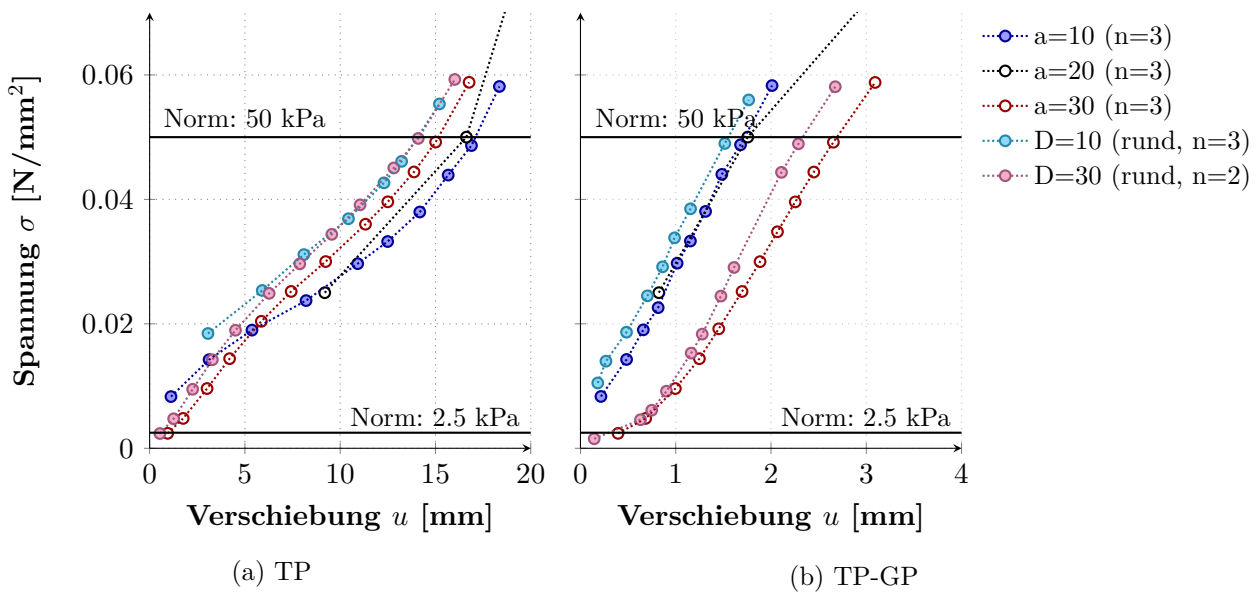 Spannung σ [N/mm²]
0.06
0.04
0.02
0
Norm: 50 kPa
Norm: 2.5 kPa
0 5 10 15 20
Verschiebung u [mm]
(a) TP
Norm: 50 kPa
Norm: 2.5 kPa
0 1 2 3 4
Verschiebung u [mm]
(b) TP-GP
a=10 (n=3)
a=20 (n=3)
a=30 (n=3)
D=10 (rund, n=3)
D=30 (rund, n=2)